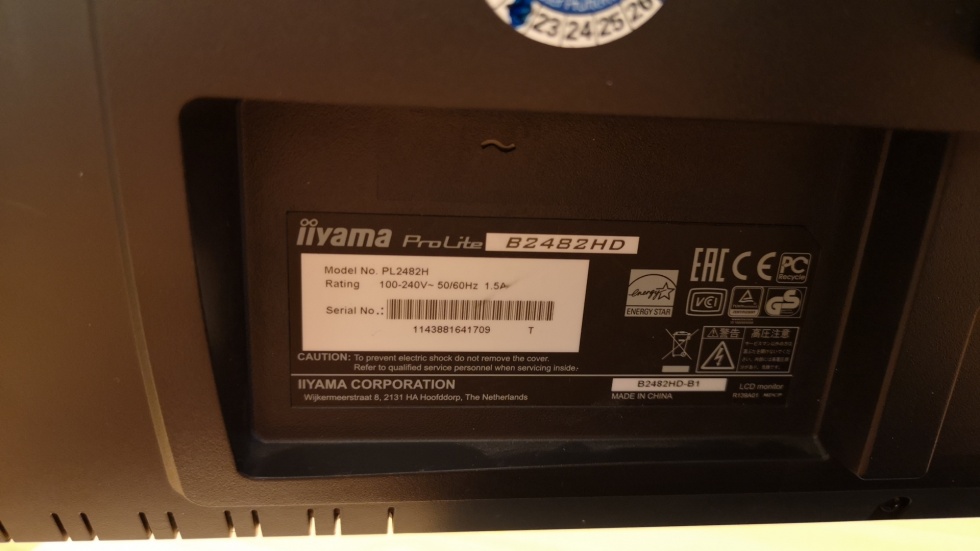 23 24 25 26
iiyama ProLite B2482HD
Model No. PL2482H
Rating 100-240V~ 50/60Hz 1.5A
Serial No.:
1143881641709 T
CAUTION: To prevent electric shock do not remove the cover.
Refer to qualified service personnel when servicing inside.
IIYAMA CORPORATION
Wijkermeerstraat 8, 2131 HA Hoofddorp, The Netherlands
EAC CE PC
Recycle
energy
ENERGY STAR
VCI
GS
警告 高圧注意
B2482HD-B1
MADE IN CHINA
LCD monitor